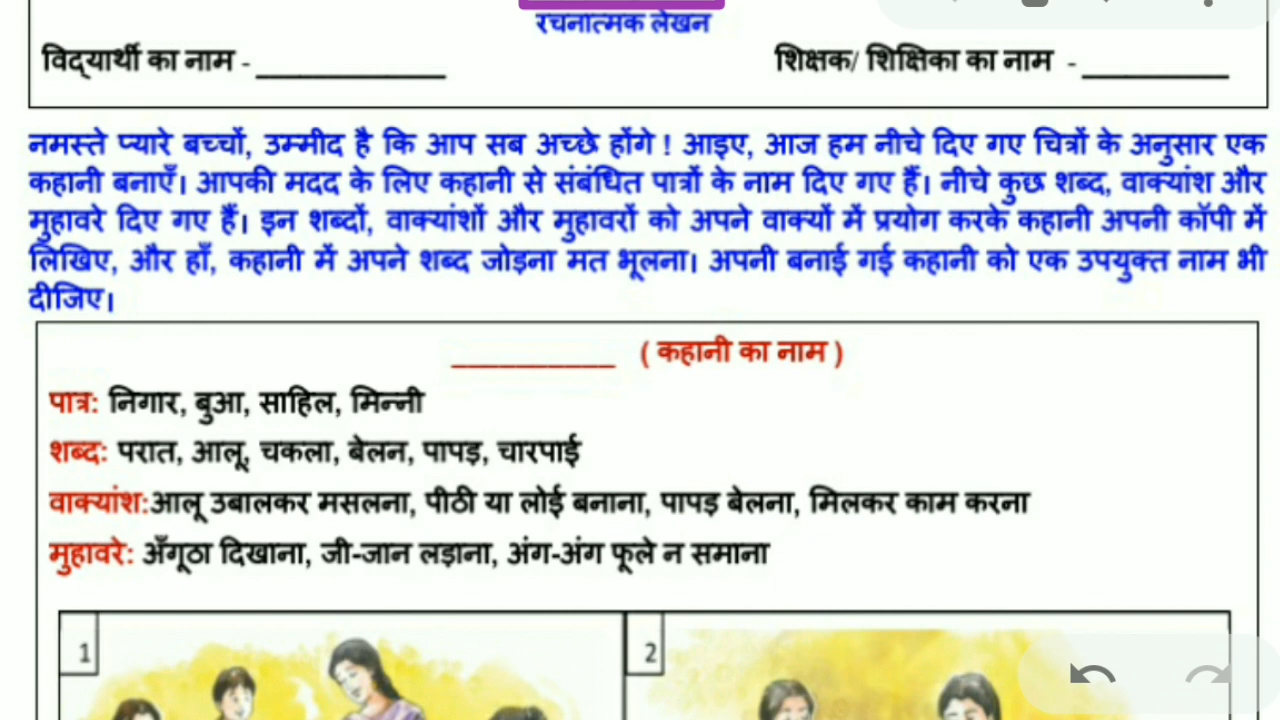 रचनात्मक लेखन
विद्यार्थी का नाम - __________ शिक्षक/ शिक्षिका का नाम - ________
नमस्ते प्यारे बच्चों, उम्मीद है कि आप सब अच्छे होंगे ! आइए, आज हम नीचे दिए गए चित्रों के अनुसार एक
कहानी बनाएँ। आपकी मदद के लिए कहानी से संबंधित पात्रों के नाम दिए गए हैं। नीचे कुछ शब्द, वाक्यांश और
मुहावरे दिए गए हैं। इन शब्दों, वाक्यांशों और मुहावरों को अपने वाक्यों में प्रयोग करके कहानी अपनी कॉपी में
लिखिए, और हाँ, कहानी में अपने शब्द जोड़ना मत भूलना। अपनी बनाई गई कहानी को एक उपयुक्त नाम भी
दीजिए।
__________ ( कहानी का नाम )
पात्र: निगार, बुआ, साहिल, मिन्नी
शब्द: परात, आलू, चकला, बेलन, पापड़, चारपाई
वाक्यांश:आलू उबालकर मसलना, पीठी या लोई बनाना, पापड़ बेलना, मिलकर काम करना
मुहावरे: अँगूठा दिखाना, जी-जान लड़ाना, अंग-अंग फूले न समाना
1
2